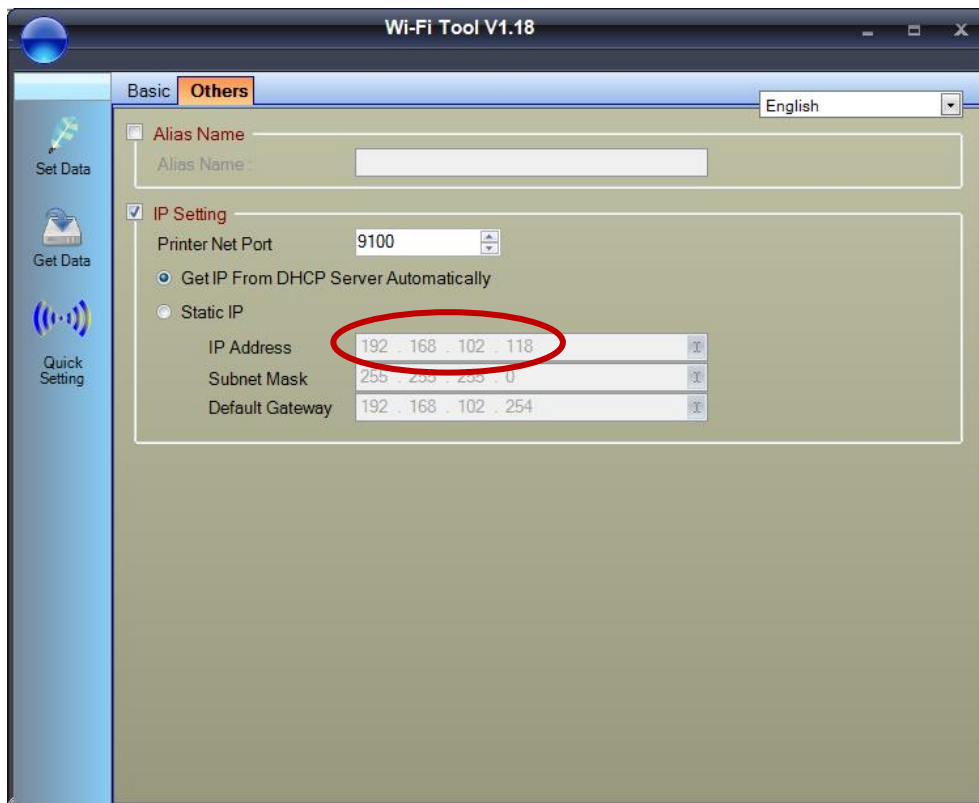 Wi-Fi Tool V1.18
Basic Others
English
Set Data
Get Data
Quick
Setting
Alias Name
Alias Name :
IP Setting
Printer Net Port 9100
Get IP From DHCP Server Automatically
Static IP
IP Address 192 . 168 . 102 . 118
Subnet Mask 255 . 255 . 255 . 0
Default Gateway 192 . 168 . 102 . 254